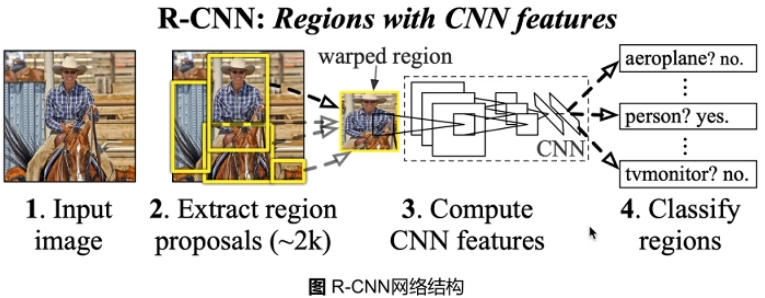 R-CNN: Regions with CNN features
warped region
aeroplane? no.
person? yes.
tvmonitor? no.
CNN
1. Input
image
2. Extract region
proposals (~2k)
3. Compute
CNN features
4. Classify
regions
图 R-CNN网络结构